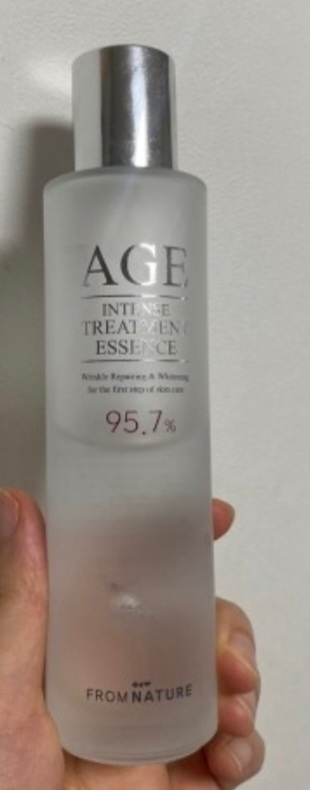 AGE
INTENSE
TREATMENT
ESSENCE
Wrinkle Repairing & Whitening
for the first step of skin care
95.7%
FROMNATURE